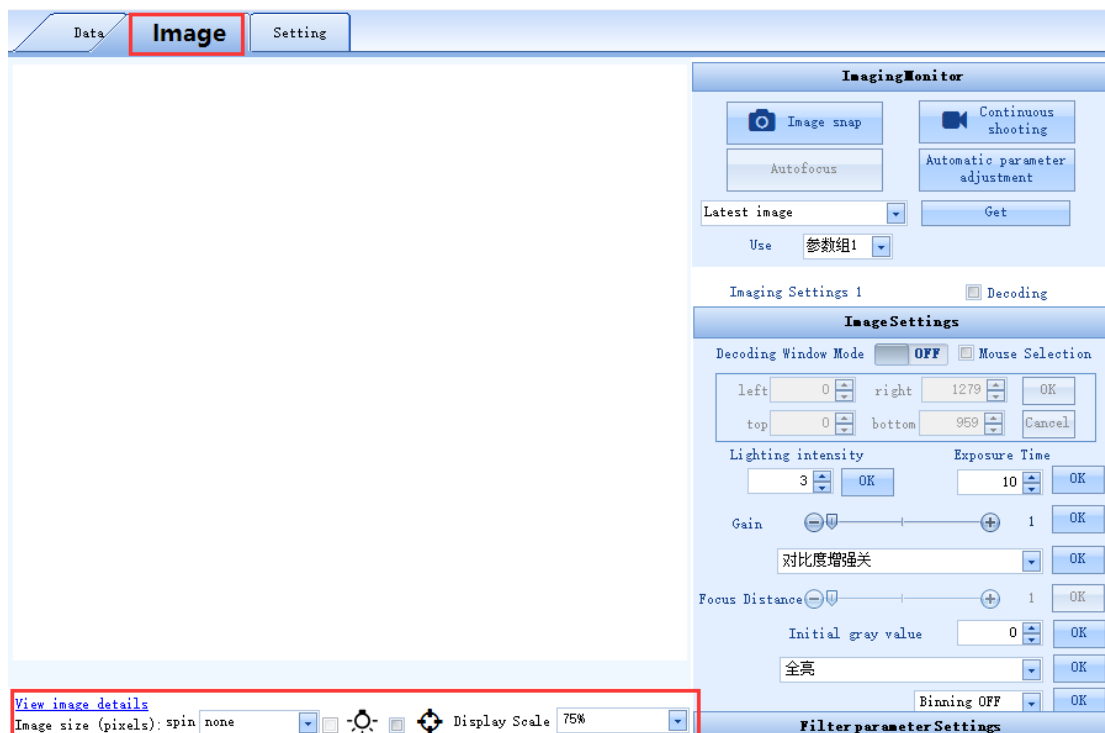 Data
Image
Setting
ImagingMonitor
Image snap
Continuous
shooting
Autofocus
Automatic parameter
adjustment
Latest image
Get
Use 参数组1
Imaging Settings 1
Decoding
ImageSettings
Decoding Window Mode OFF Mouse Selection
left 0 right 1279 OK
top 0 bottom 959 Cancel
Lighting intensity Exposure Time
3 OK 10 OK
Gain 1 OK
对比度增强关 OK
Focus Distance 1 OK
Initial gray value 0 OK
全亮 OK
Binning OFF OK
View image details
Image size (pixels): spin none Display Scale 75%
FilterparameterSettings